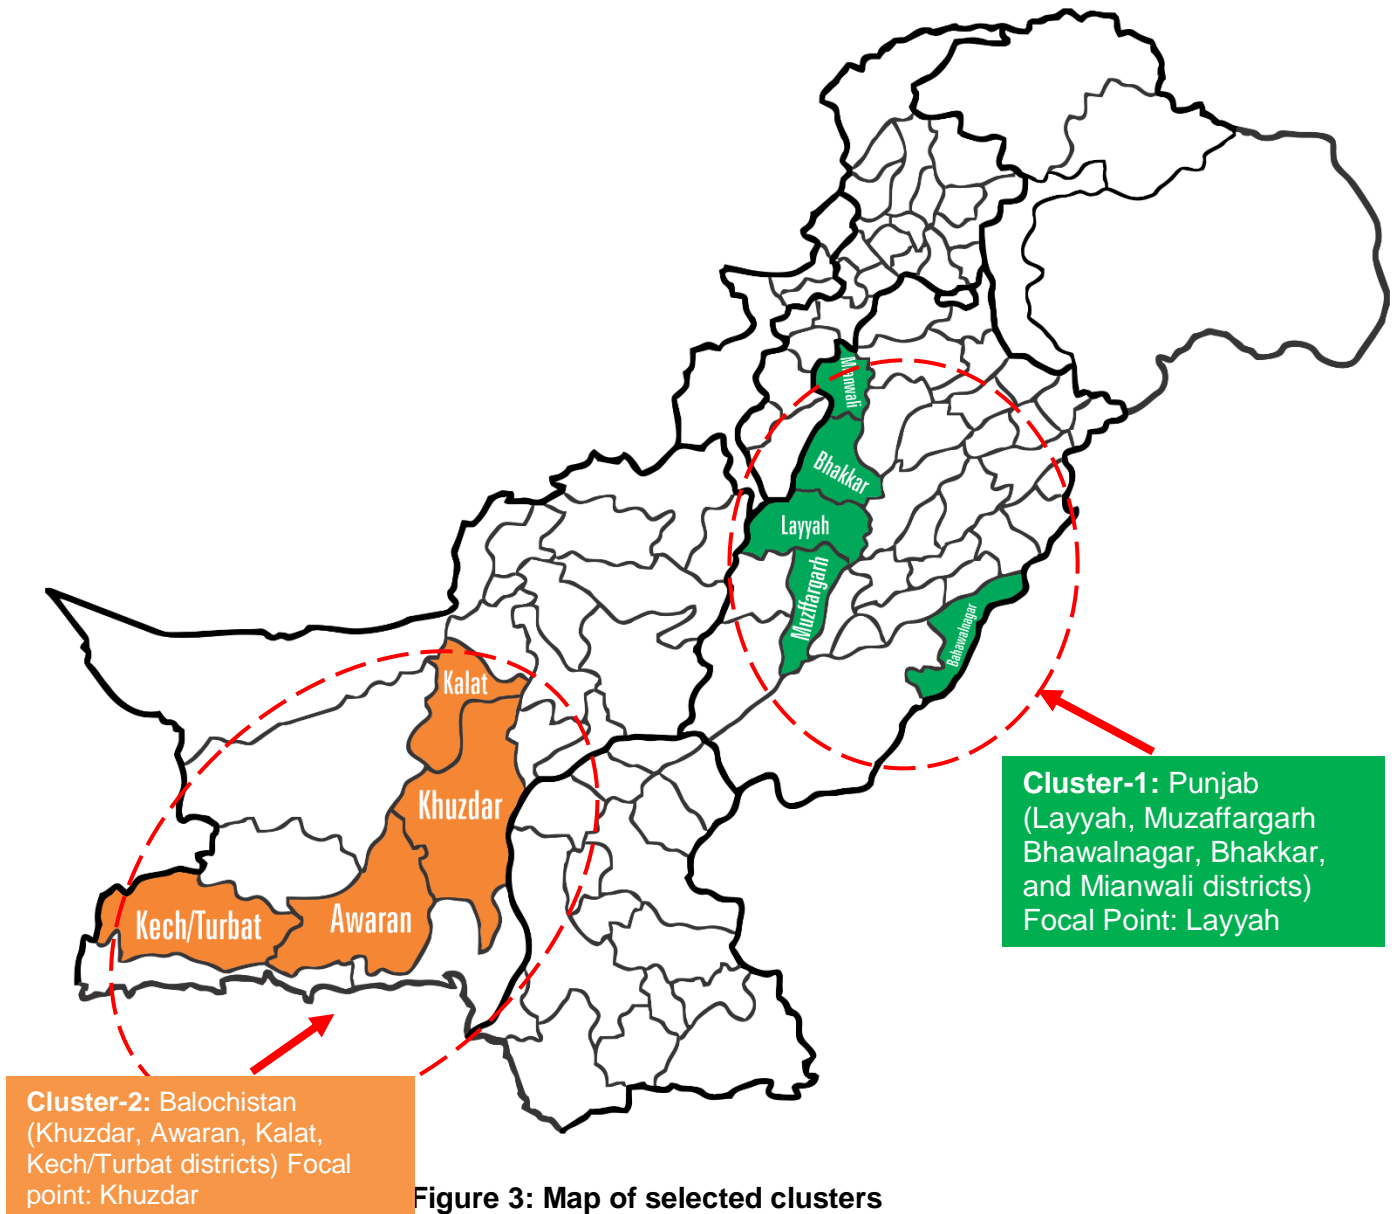 Mianwali
Bhakkar
Layyah
Muzffargarh
Bahawalnagar
Kalat
Khuzdar
Awaran
Kech/Turbat
Cluster-1: Punjab
(Layyah, Muzaffargarh
Bhawalnagar, Bhakkar,
and Mianwali districts)
Focal Point: Layyah
Cluster-2: Balochistan
(Khuzdar, Awaran, Kalat,
Kech/Turbat districts) Focal
point: Khuzdar
Figure 3: Map of selected clusters